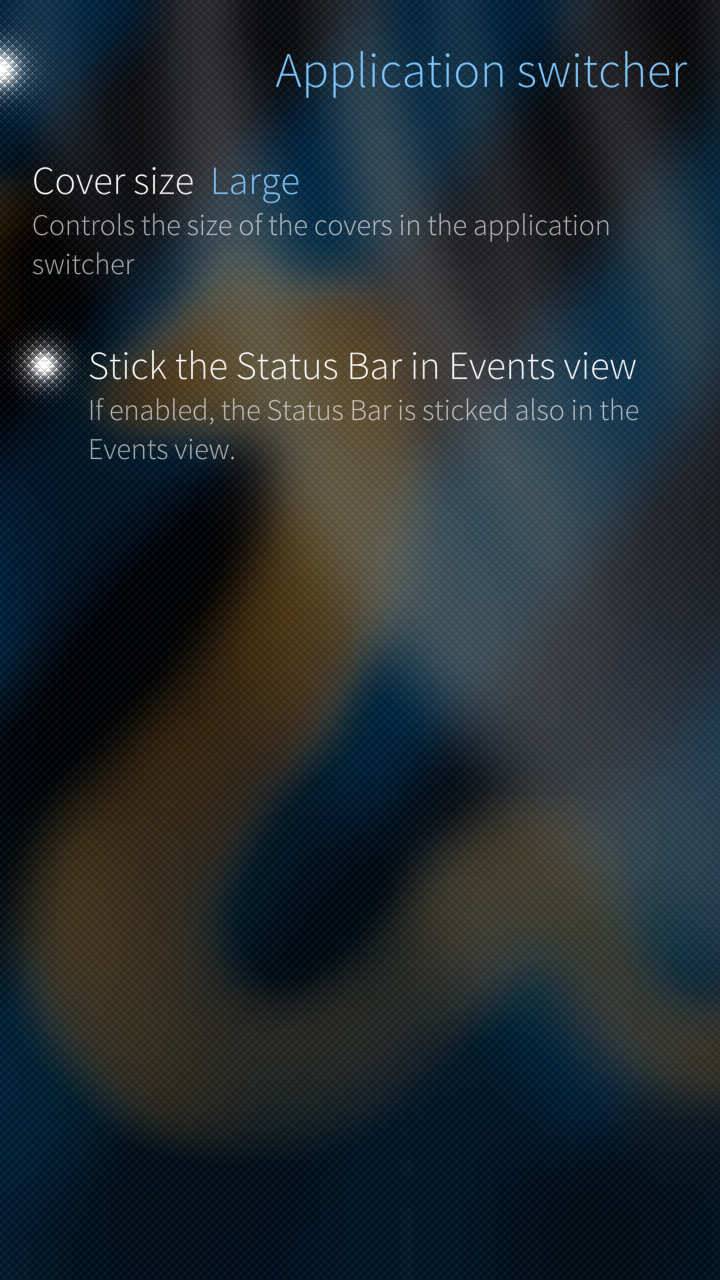 Application switcher
Cover size Large
Controls the size of the covers in the application
switcher
Stick the Status Bar in Events view
If enabled, the Status Bar is sticked also in the
Events view.